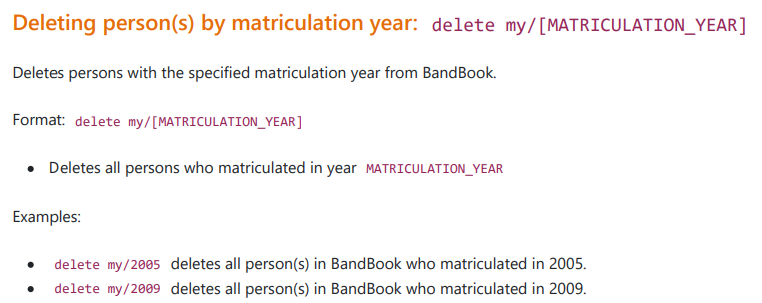 Deleting person(s) by matriculation year: delete my/[MATRICULATION_YEAR]
Deletes persons with the specified matriculation year from BandBook.
Format: delete my/[MATRICULATION_YEAR]
• Deletes all persons who matriculated in year MATRICULATION_YEAR
Examples:
• delete my/2005 deletes all person(s) in BandBook who matriculated in 2005.
• delete my/2009 deletes all person(s) in BandBook who matriculated in 2009.